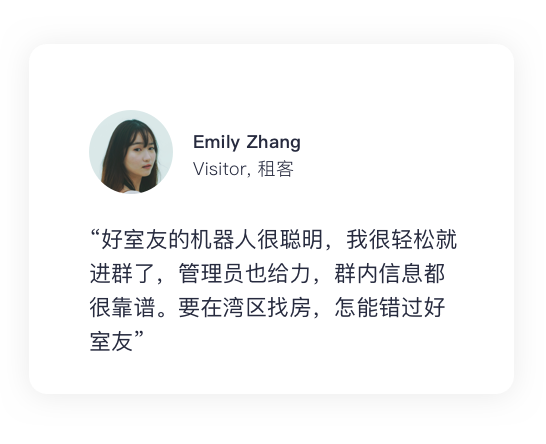 Emily Zhang
Visitor, 租客
“好室友的机器人很聪明，我很轻松就
进群了，管理员也给力，群内信息都
很靠谱。要在湾区找房，怎能错过好
室友”